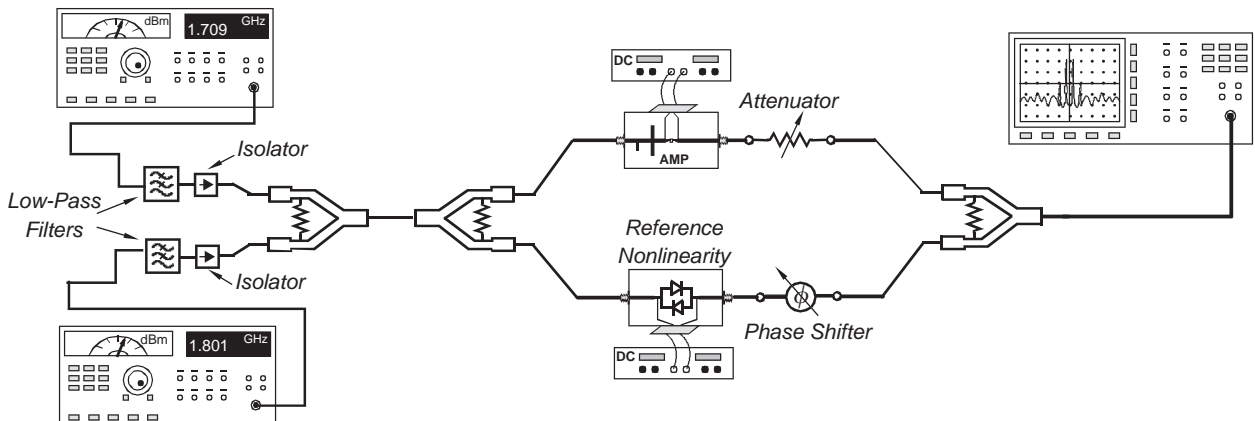 dBm
1.709 GHz
Isolator
Low-Pass
Filters
Isolator
dBm
1.801 GHz
DC
AMP
Attenuator
Reference
Nonlinearity
ϕ
Phase Shifter
DC